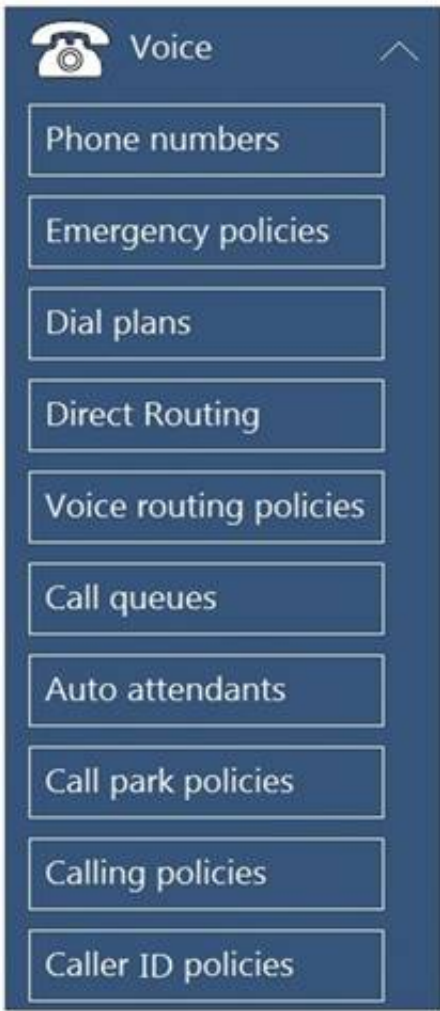 Voice
Phone numbers
Emergency policies
Dial plans
Direct Routing
Voice routing policies
Call queues
Auto attendants
Call park policies
Calling policies
Caller ID policies